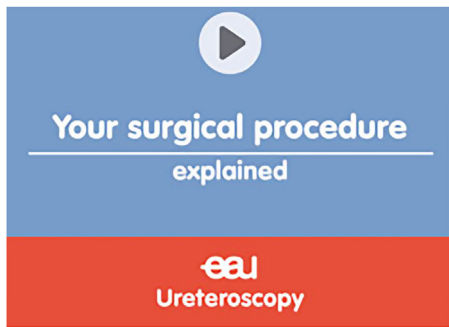 Your surgical procedure
explained
eau
Ureteroscopy